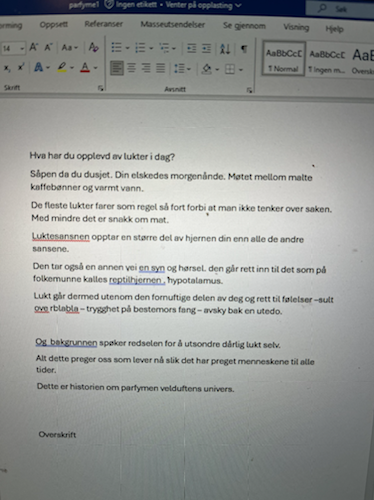 parfyme1 Ingen etikett • Venter på opplasting
Søk
orming Oppsett Referanser Masseutsendelser Se gjennom Visning Hjelp
14 A A Aa A
x, x² A A
Skrift Avsnitt
AaBbCcC AaBbCcC AaB
¶ Normal ¶ Ingen m... Oversk
Hva har du opplevd av lukter i dag?
Såpen da du dusjet. Din elskedes morgenånde. Møtet mellom malte
kaffebønner og varmt vann.
De fleste lukter farer som regel så fort forbi at man ikke tenker over saken.
Med mindre det er snakk om mat.
Luktesansnen opptar en større del av hjernen din enn alle de andre
sansene.
Den tar også en annen vei en syn og hørsel. den går rett inn til det som på
folkemunne kalles reptilhjernen , hypotalamus.
Lukt går dermed utenom den fornuftige delen av deg og rett til følelser –sult
ove rblabla – trygghet på bestemors fang – avsky bak en utedo.
Og bakgrunnen spøker redselen for å utsondre dårlig lukt selv.
Alt dette preger oss som lever nå slik det har preget menneskene til alle
tider.
Dette er historien om parfymen velduftens univers.
Overskrift